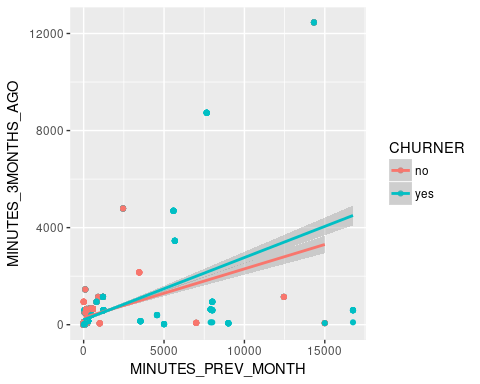 12000
8000
4000
0
MINUTES_3MONTHS_AGO
0
5000
10000
15000
MINUTES_PREV_MONTH
CHURNER
no
yes